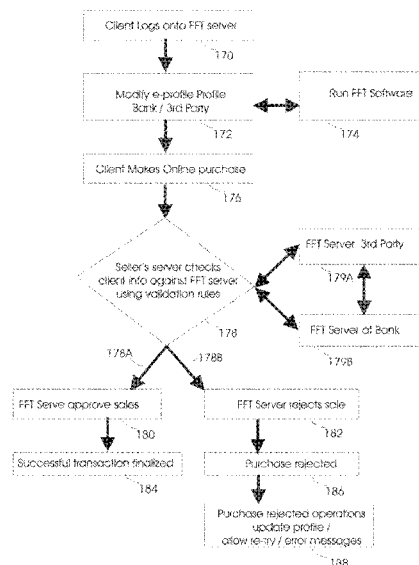 Client Logs onto FFT server
170
Modify e-profile Profile
Bank / 3rd Party
172
Run FFT Software
174
Client Makes Online purchase
176
Seller's server checks
client info against FFT server
using validation rules
178
FFT Server 3rd Party
179A
FFT Server at Bank
179B
178A
178B
FFT Serve approve sales
180
FFT Server rejects sale
182
Successful transaction finalized
184
Purchase rejected
186
Purchase rejected operations
update profile /
allow re-try / error messages
188